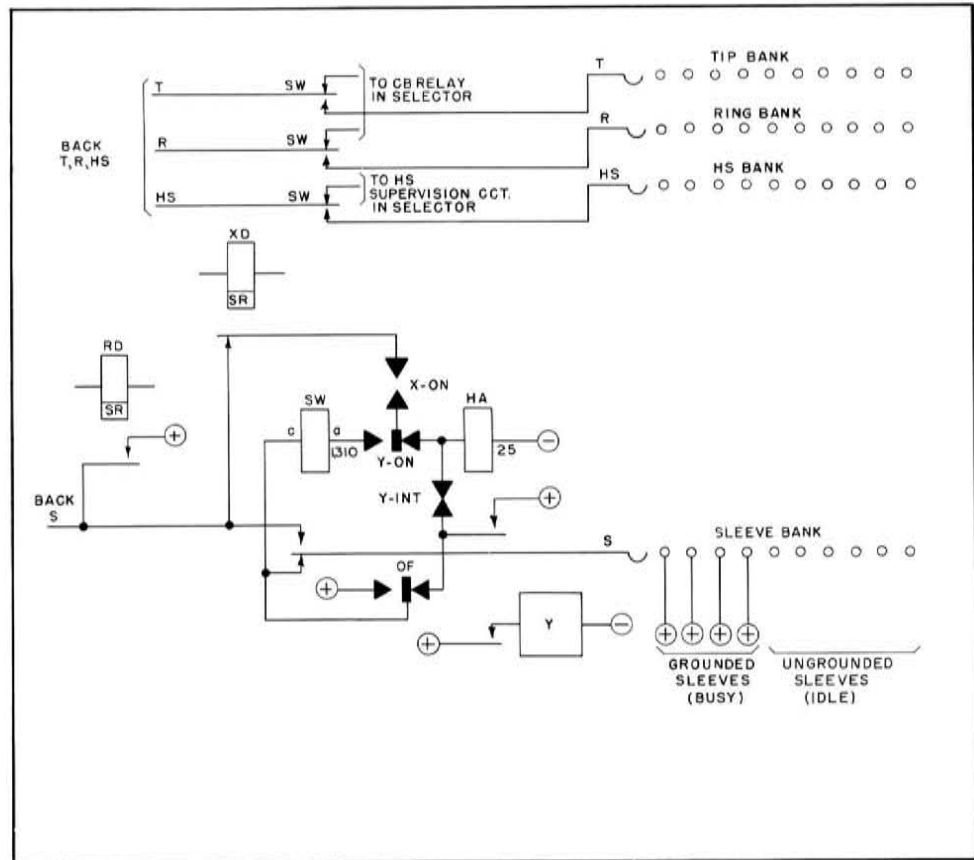 TIP BANK
T
T
SW
TO CB RELAY
IN SELECTOR
RING BANK
R
BACK
T,R,HS
R
SW
TO HS
SUPERVISION CCT.
IN SELECTOR
HS BANK
HS
HS
SW
XD
SR
RD
SR
X-ON
SW
HA
c
a
1310
25
Y-ON
Y-INT
BACK
S
S
SLEEVE BANK
OF
Y
GROUNDED
SLEEVES
(BUSY)
UNGROUNDED
SLEEVES
(IDLE)